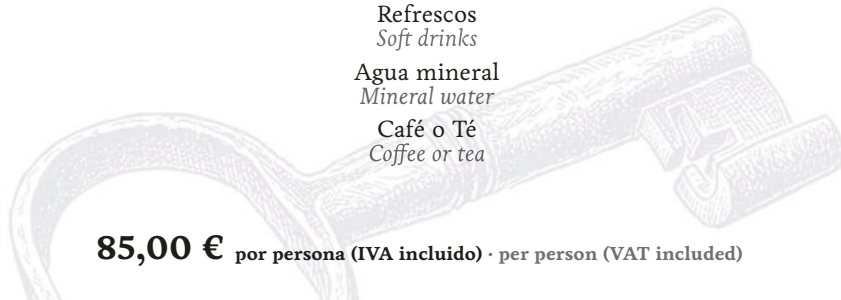 Refrescos
Soft drinks
Agua mineral
Mineral water
Café o Té
Coffee or tea
85,00 € por persona (IVA incluido) · per person (VAT included)